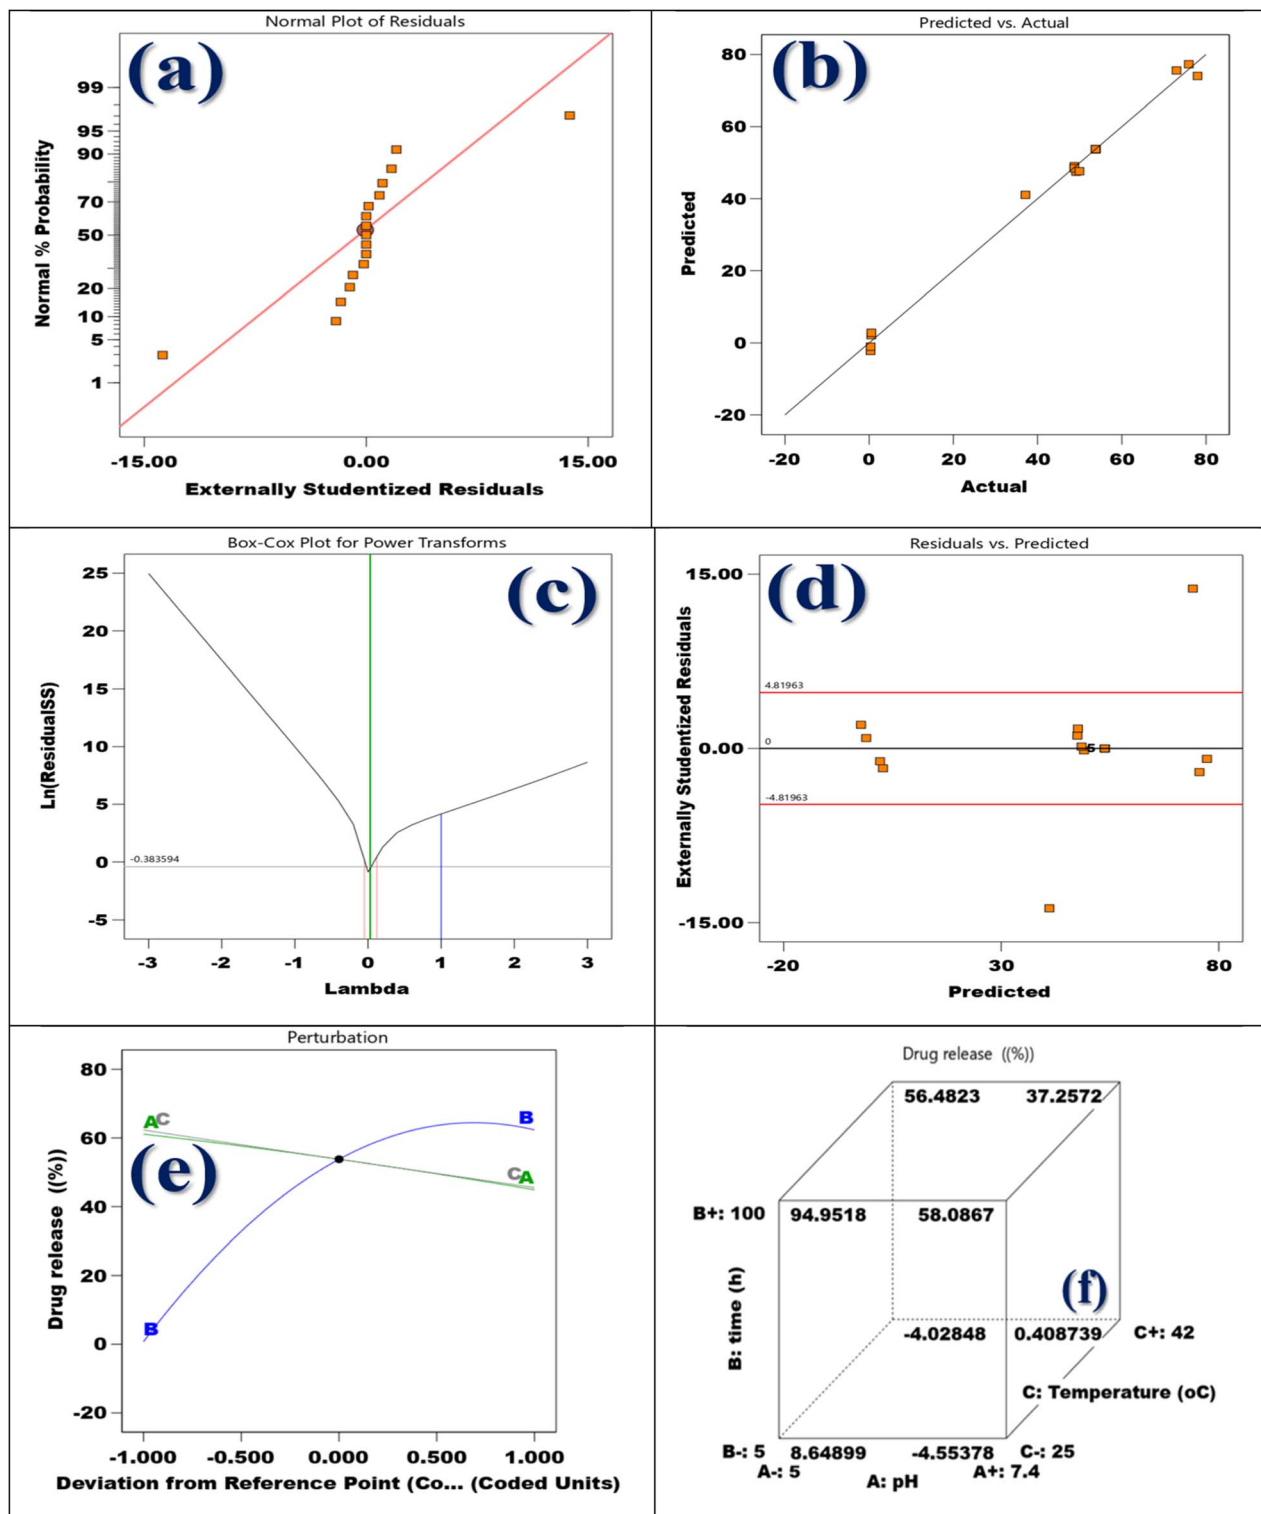 Normal Plot of Residuals
(a)
99
95
90
70
50
20
10
5
1
Normal % Probability
-15.00 0.00 15.00
Externally Studentized Residuals
Predicted vs. Actual
(b)
80
60
40
20
0
-20
Predicted
-20 0 20 40 60 80
Actual
Box-Cox Plot for Power Transforms
(c)
25
20
15
10
5
0
-5
-0.383594
Ln(ResidualSS)
-3 -2 -1 0 1 2 3
Lambda
Residuals vs. Predicted
(d)
15.00
4.81963
0
0.00
5
-4.81963
-15.00
Externally Studentized Residuals
-20 30 80
Predicted
Perturbation
80
60
40
20
0
-20
Drug release ((%))
A C
B
(e)
C A
B
-1.000 -0.500 0.000 0.500 1.000
Deviation from Reference Point (Co... (Coded Units)
Drug release ((%))
56.4823 37.2572
B+: 100 94.9518 58.0867
(f)
B: time (h)
-4.02848 0.408739 C+: 42
C: Temperature (oC)
B-: 5 8.64899 -4.55378 C-: 25
A-: 5 A: pH A+: 7.4